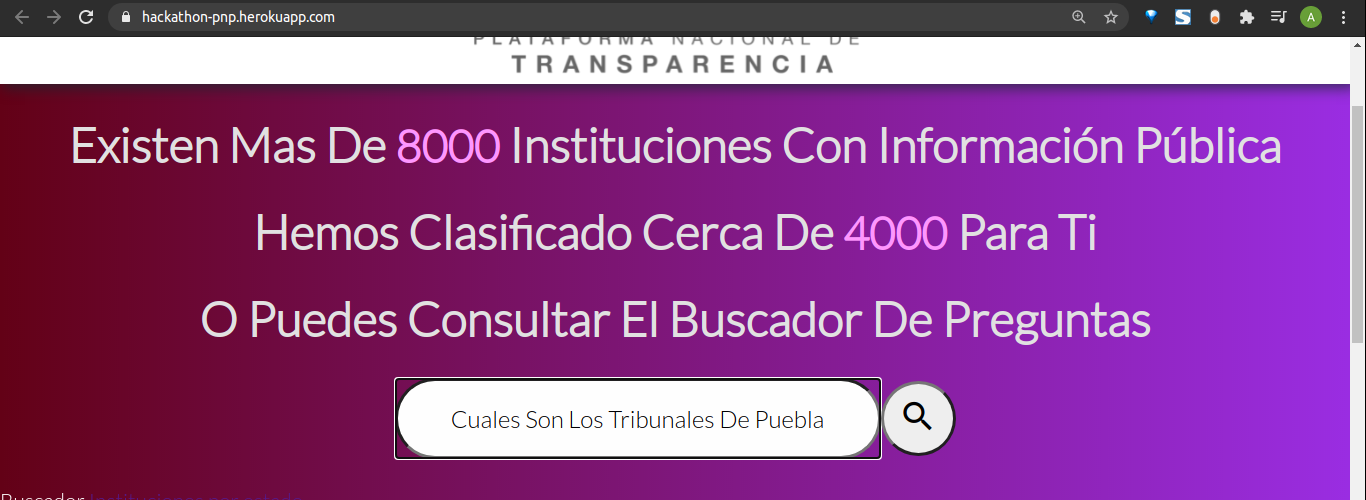 hackathon-pnp.herokuapp.com
A
PLATAFORMA NACIONAL DE
TRANSPARENCIA
Existen Mas De 8000 Instituciones Con Información Pública
Hemos Clasificado Cerca De 4000 Para Ti
O Puedes Consultar El Buscador De Preguntas
Cuales Son Los Tribunales De Puebla
Buscador